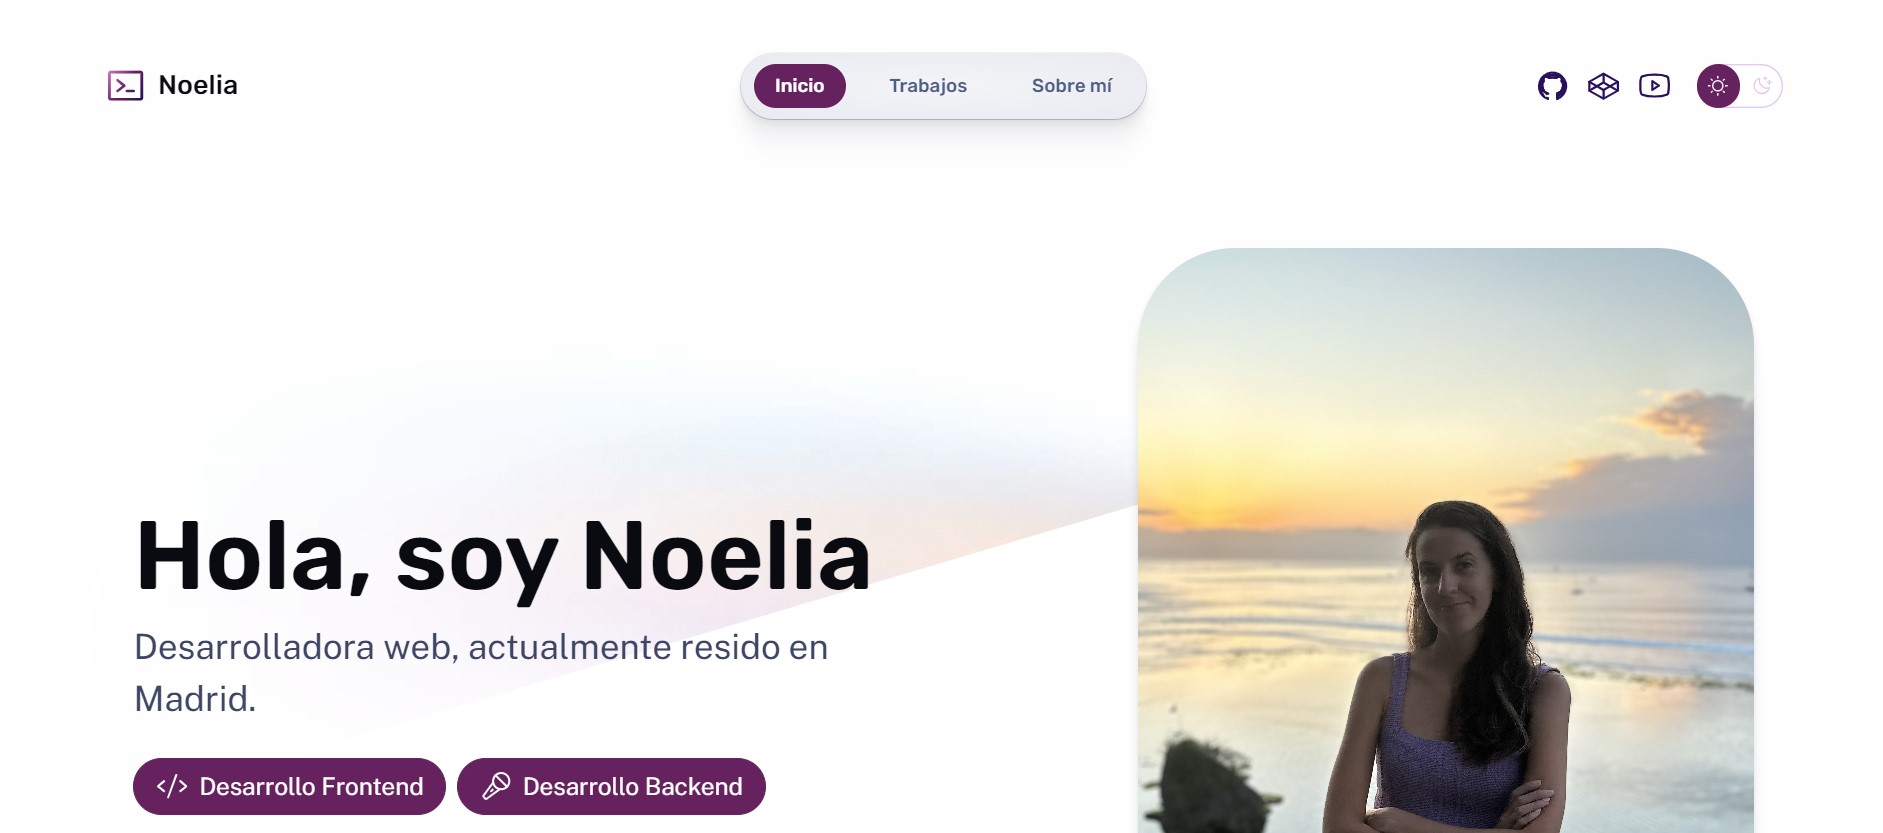 Noelia
Inicio
Trabajos
Sobre mí
Hola, soy Noelia
Desarrolladora web, actualmente resido en
Madrid.
</> Desarrollo Frontend
Desarrollo Backend